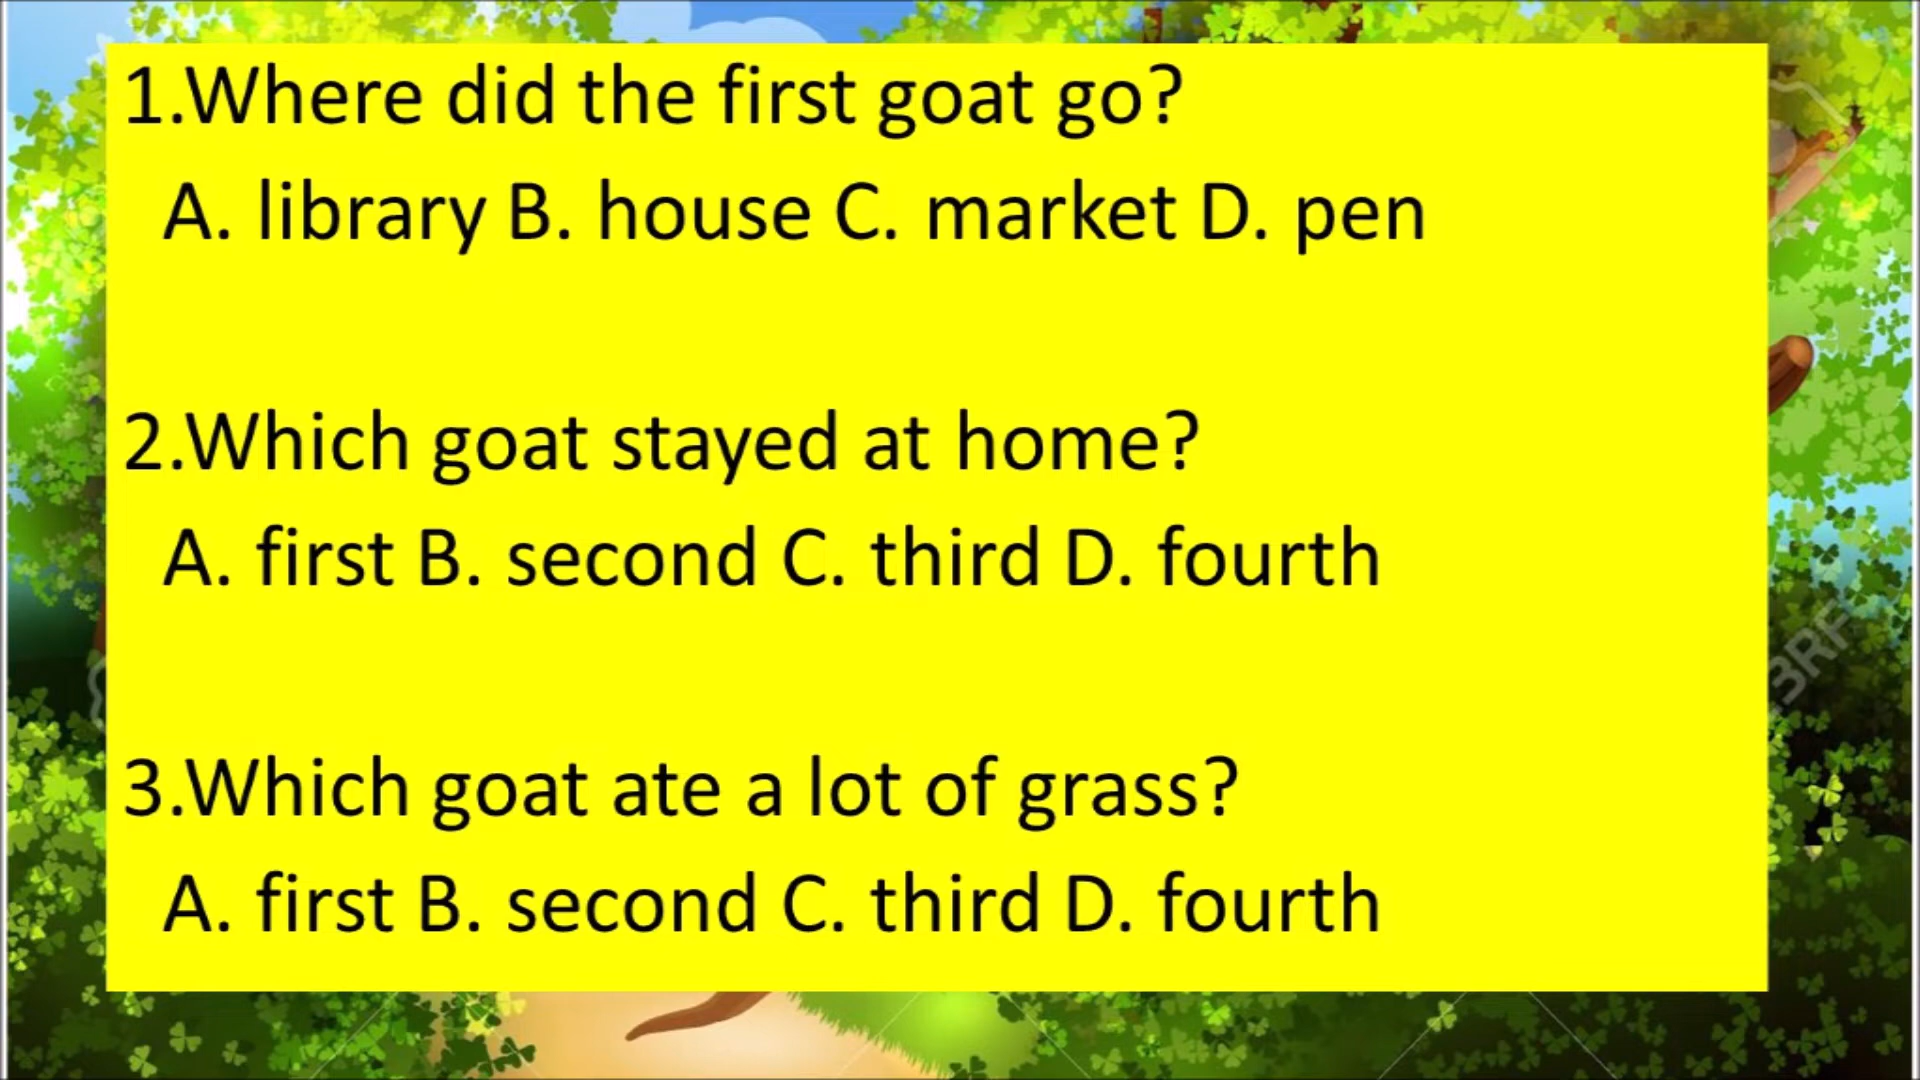 1.Where did the first goat go?
A. library B. house C. market D. pen
2.Which goat stayed at home?
A. first B. second C. third D. fourth
3.Which goat ate a lot of grass?
A. first B. second C. third D. fourth